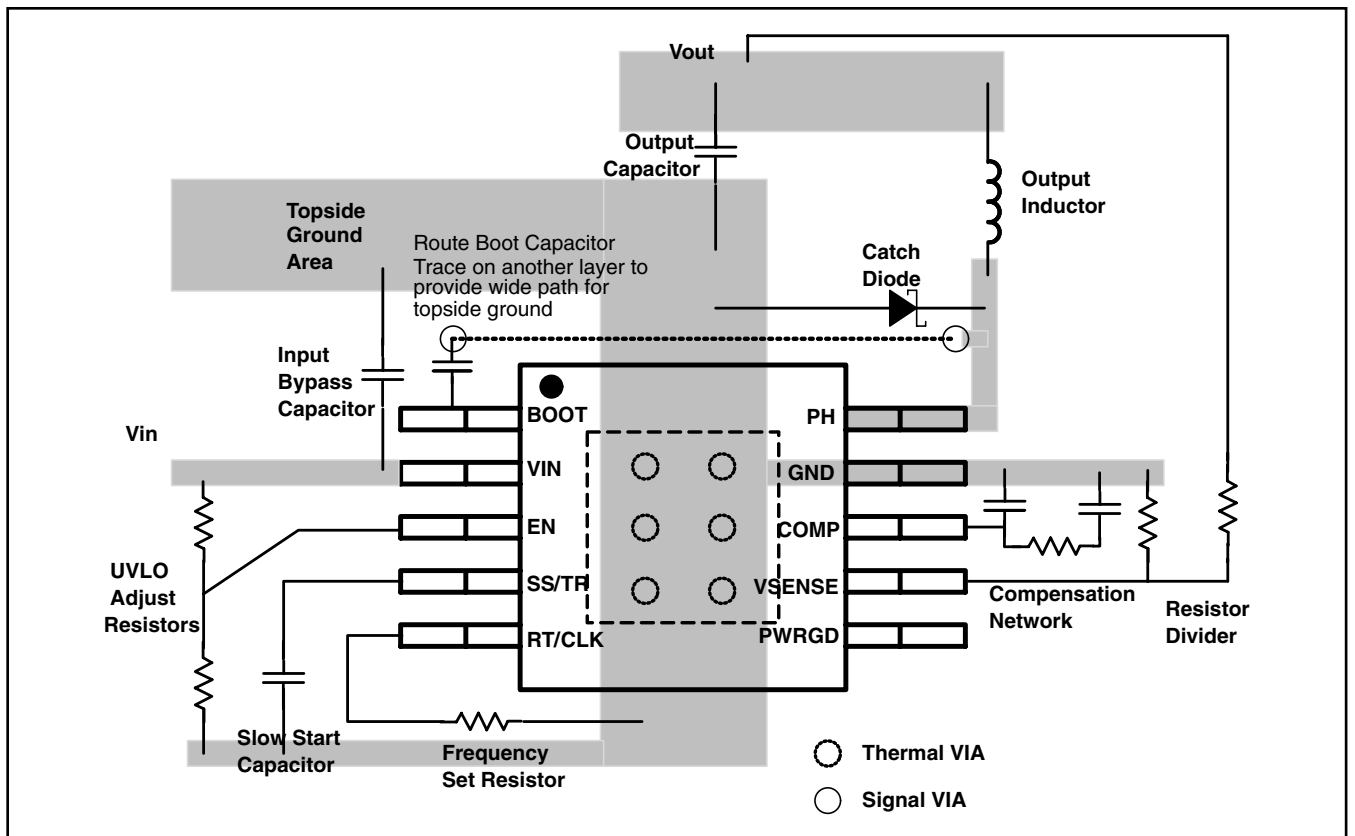 Vout
Output
Capacitor
Output
Inductor
Topside
Ground
Area
Route Boot Capacitor
Trace on another layer to
provide wide path for
topside ground
Catch
Diode
Input
Bypass
Capacitor
Vin
BOOT
VIN
EN
SS/TR
RT/CLK
PH
GND
COMP
VSENSE
PWRGD
UVLO
Adjust
Resistors
Compensation
Network
Resistor
Divider
Slow Start
Capacitor
Frequency
Set Resistor
Thermal VIA
Signal VIA